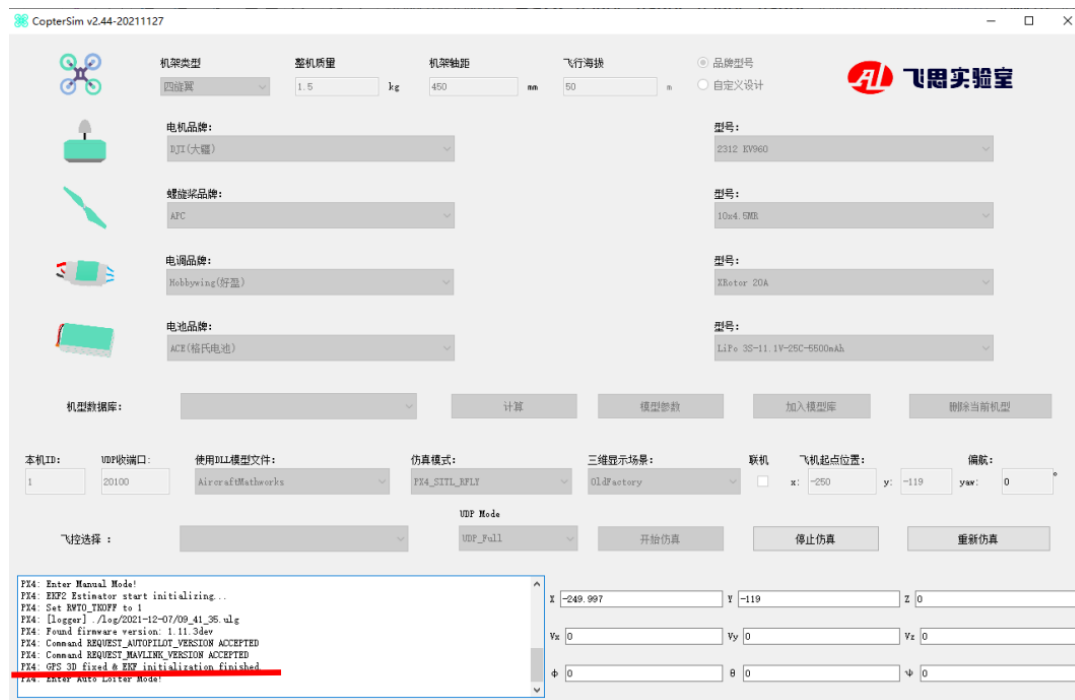 CopterSim v2.44-20211127
机架类型 整机质量 机架轴距 飞行海拔 品牌型号
四旋翼 1.5 kg 450 mm 50 m 自定义设计
飞思实验室
电机品牌: 型号:
DJI(大疆) 2312 KV960
螺旋桨品牌: 型号:
APC 10x4.5MR
电调品牌: 型号:
Hobbywing(好盈) XRotor 20A
电池品牌: 型号:
ACE(格氏电池) LiPo 3S-11.1V-25C-5500mAh
机型数据库: 计算 模型参数 加入模型库 删除当前机型
本机ID: UDP收端口: 使用DLL模型文件: 仿真模式: 三维显示场景: 联机 飞机起点位置: 偏航:
1 20100 AircraftMathworks PX4_SITL_RFLY OldFactory x: -250 y: -119 yaw: 0 °
UDP Mode
飞控选择 : UDP_Full 开始仿真 停止仿真 重新仿真
PX4: Enter Manual Mode!
PX4: EKF2 Estimator start initializing...
PX4: Set RWTO_TKOFF to 1
PX4: [logger] ./log/2021-12-07/09_41_35.ulg
PX4: Found firmware version: 1.11.3dev
PX4: Command REQUEST_AUTOPILOT_VERSION ACCEPTED
PX4: Command REQUEST_MAVLINK_VERSION ACCEPTED
PX4: GPS 3D fixed & EKF initialization finished.
PX4: Enter Auto Loiter Mode!
X -249.997 Y -119 Z 0
Vx 0 Vy 0 Vz 0
ϕ 0 θ 0 ψ 0